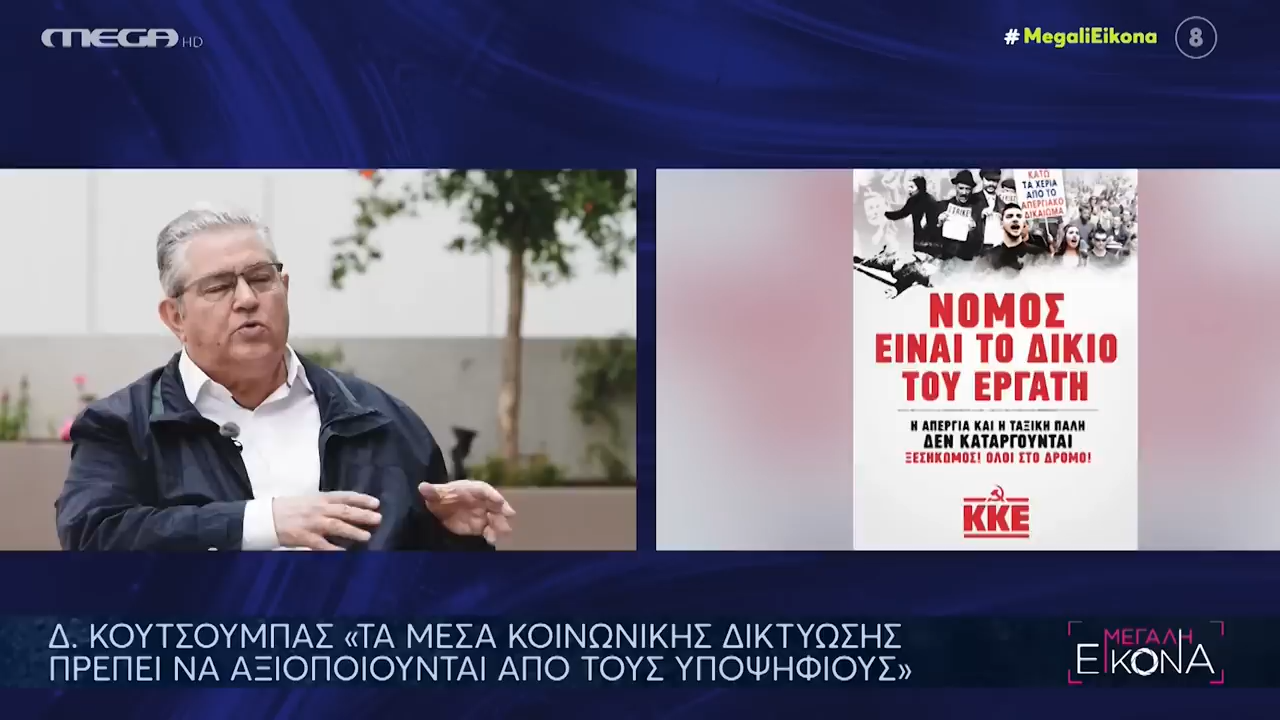 MEGA HD
#MegaliEikona
8
ΚΑΤΩ
ΤΑ ΧΕΡΙΑ
ΑΠΟ ΤΟ
ΑΠΕΡΓΙΑΚΟ
ΔΙΚΑΙΩΜΑ
STRIKE
ΝΟΜΟΣ
ΕΙΝΑΙ ΤΟ ΔΙΚΙΟ
ΤΟΥ ΕΡΓΑΤΗ
Η ΑΠΕΡΓΙΑ ΚΑΙ Η ΤΑΞΙΚΗ ΠΑΛΗ
ΔΕΝ ΚΑΤΑΡΓΟΥΝΤΑΙ
ΞΕΣΗΚΩΜΟΣ! ΟΛΟΙ ΣΤΟ ΔΡΟΜΟ!
ΚΚΕ
Δ. ΚΟΥΤΣΟΥΜΠΑΣ «ΤΑ ΜΕΣΑ ΚΟΙΝΩΝΙΚΗΣ ΔΙΚΤΥΩΣΗΣ
ΠΡΕΠΕΙ ΝΑ ΑΞΙΟΠΟΙΟΥΝΤΑΙ ΑΠΟ ΤΟΥΣ ΥΠΟΨΗΦΙΟΥΣ»
ΜΕΓΑΛΗ
ΕΙΚΟΝΑ